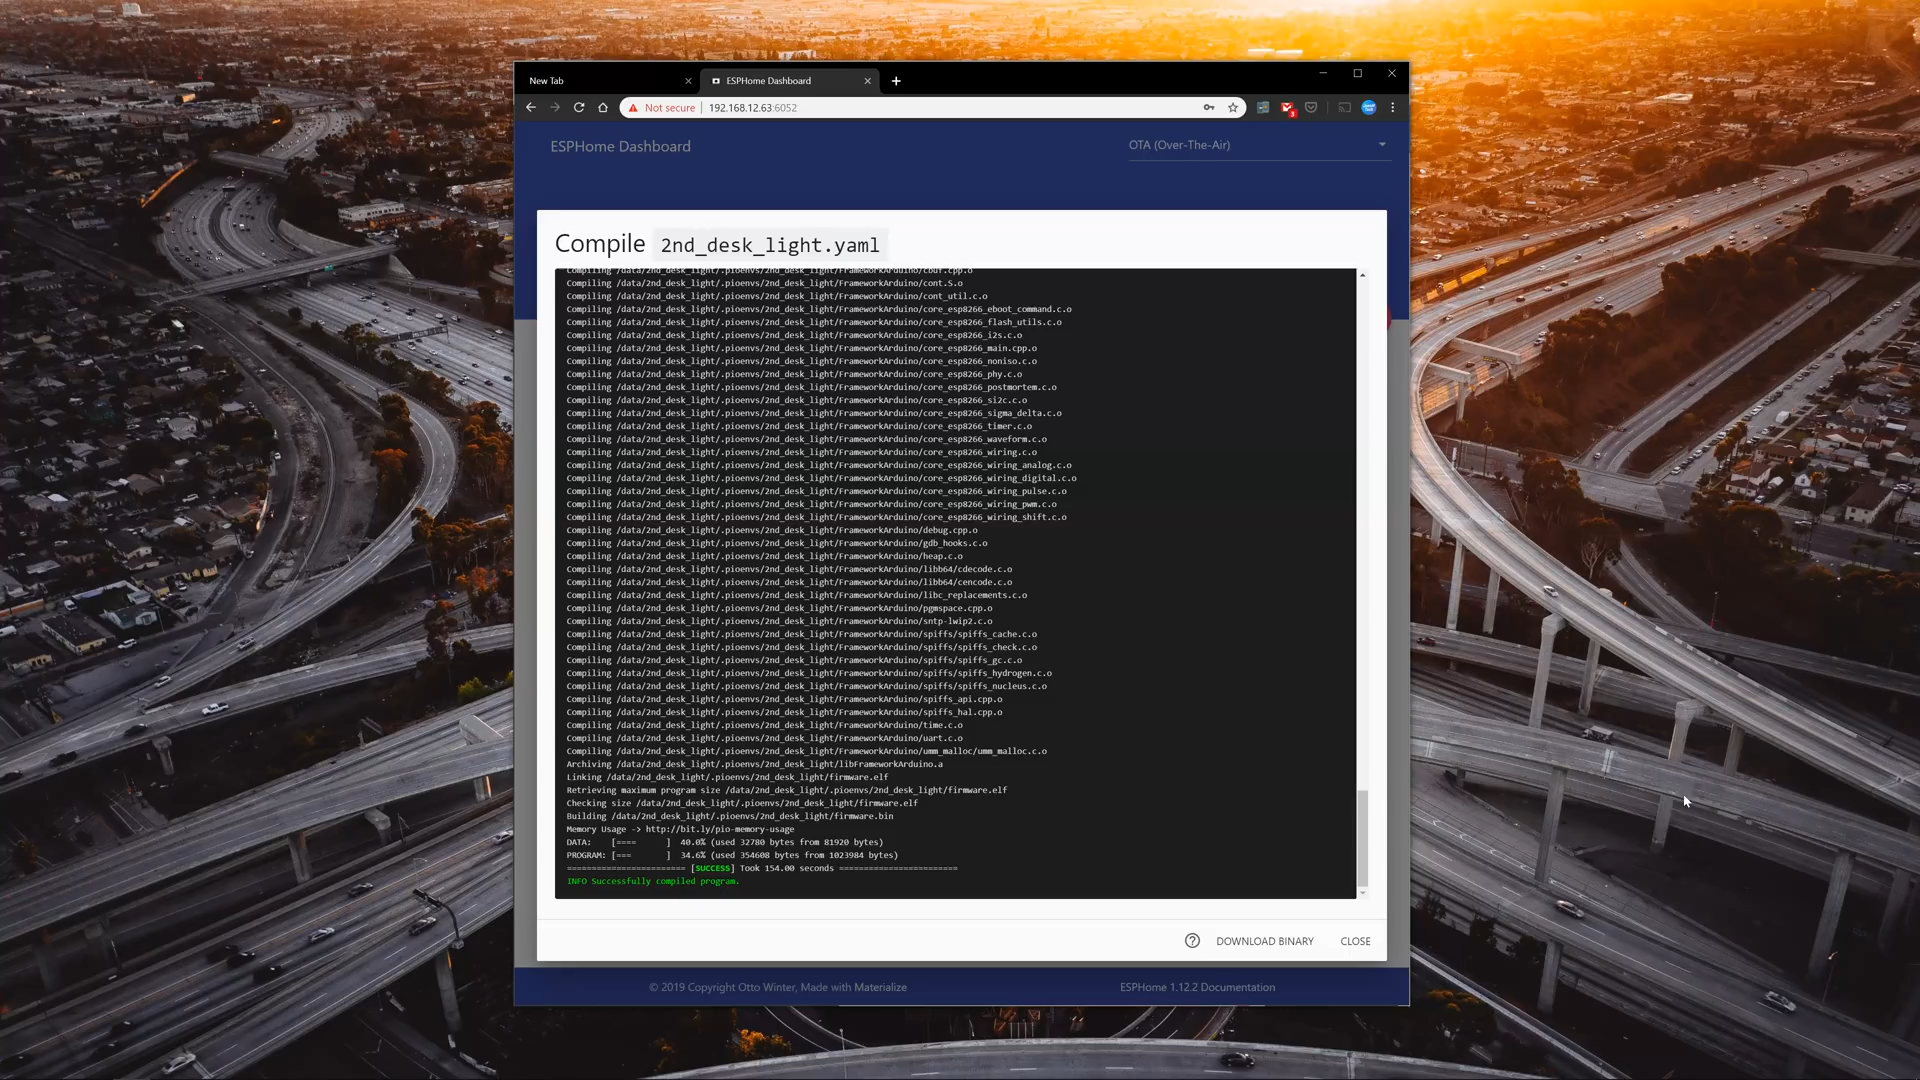 New Tab
ESPHome Dashboard
Not secure
192.168.12.63:6052
3
ESPHome Dashboard
OTA (Over-The-Air)
Compile 2nd_desk_light.yaml
Compiling /data/2nd_desk_light/.pioenvs/2nd_desk_light/FrameworkArduino/cbuf.cpp.o
Compiling /data/2nd_desk_light/.pioenvs/2nd_desk_light/FrameworkArduino/cont.S.o
Compiling /data/2nd_desk_light/.pioenvs/2nd_desk_light/FrameworkArduino/cont_util.c.o
Compiling /data/2nd_desk_light/.pioenvs/2nd_desk_light/FrameworkArduino/core_esp8266_eboot_command.c.o
Compiling /data/2nd_desk_light/.pioenvs/2nd_desk_light/FrameworkArduino/core_esp8266_flash_utils.c.o
Compiling /data/2nd_desk_light/.pioenvs/2nd_desk_light/FrameworkArduino/core_esp8266_i2s.c.o
Compiling /data/2nd_desk_light/.pioenvs/2nd_desk_light/FrameworkArduino/core_esp8266_main.cpp.o
Compiling /data/2nd_desk_light/.pioenvs/2nd_desk_light/FrameworkArduino/core_esp8266_noniso.c.o
Compiling /data/2nd_desk_light/.pioenvs/2nd_desk_light/FrameworkArduino/core_esp8266_phy.c.o
Compiling /data/2nd_desk_light/.pioenvs/2nd_desk_light/FrameworkArduino/core_esp8266_postmortem.c.o
Compiling /data/2nd_desk_light/.pioenvs/2nd_desk_light/FrameworkArduino/core_esp8266_si2c.c.o
Compiling /data/2nd_desk_light/.pioenvs/2nd_desk_light/FrameworkArduino/core_esp8266_sigma_delta.c.o
Compiling /data/2nd_desk_light/.pioenvs/2nd_desk_light/FrameworkArduino/core_esp8266_timer.c.o
Compiling /data/2nd_desk_light/.pioenvs/2nd_desk_light/FrameworkArduino/core_esp8266_waveform.c.o
Compiling /data/2nd_desk_light/.pioenvs/2nd_desk_light/FrameworkArduino/core_esp8266_wiring.c.o
Compiling /data/2nd_desk_light/.pioenvs/2nd_desk_light/FrameworkArduino/core_esp8266_wiring_analog.c.o
Compiling /data/2nd_desk_light/.pioenvs/2nd_desk_light/FrameworkArduino/core_esp8266_wiring_digital.c.o
Compiling /data/2nd_desk_light/.pioenvs/2nd_desk_light/FrameworkArduino/core_esp8266_wiring_pulse.c.o
Compiling /data/2nd_desk_light/.pioenvs/2nd_desk_light/FrameworkArduino/core_esp8266_wiring_pwm.c.o
Compiling /data/2nd_desk_light/.pioenvs/2nd_desk_light/FrameworkArduino/core_esp8266_wiring_shift.c.o
Compiling /data/2nd_desk_light/.pioenvs/2nd_desk_light/FrameworkArduino/debug.cpp.o
Compiling /data/2nd_desk_light/.pioenvs/2nd_desk_light/FrameworkArduino/gdb_hooks.c.o
Compiling /data/2nd_desk_light/.pioenvs/2nd_desk_light/FrameworkArduino/heap.c.o
Compiling /data/2nd_desk_light/.pioenvs/2nd_desk_light/FrameworkArduino/libb64/cdecode.c.o
Compiling /data/2nd_desk_light/.pioenvs/2nd_desk_light/FrameworkArduino/libb64/cencode.c.o
Compiling /data/2nd_desk_light/.pioenvs/2nd_desk_light/FrameworkArduino/libc_replacements.c.o
Compiling /data/2nd_desk_light/.pioenvs/2nd_desk_light/FrameworkArduino/pgmspace.cpp.o
Compiling /data/2nd_desk_light/.pioenvs/2nd_desk_light/FrameworkArduino/sntp-lwip2.c.o
Compiling /data/2nd_desk_light/.pioenvs/2nd_desk_light/FrameworkArduino/spiffs/spiffs_cache.c.o
Compiling /data/2nd_desk_light/.pioenvs/2nd_desk_light/FrameworkArduino/spiffs/spiffs_check.c.o
Compiling /data/2nd_desk_light/.pioenvs/2nd_desk_light/FrameworkArduino/spiffs/spiffs_gc.c.o
Compiling /data/2nd_desk_light/.pioenvs/2nd_desk_light/FrameworkArduino/spiffs/spiffs_hydrogen.c.o
Compiling /data/2nd_desk_light/.pioenvs/2nd_desk_light/FrameworkArduino/spiffs/spiffs_nucleus.c.o
Compiling /data/2nd_desk_light/.pioenvs/2nd_desk_light/FrameworkArduino/spiffs_api.cpp.o
Compiling /data/2nd_desk_light/.pioenvs/2nd_desk_light/FrameworkArduino/spiffs_hal.cpp.o
Compiling /data/2nd_desk_light/.pioenvs/2nd_desk_light/FrameworkArduino/time.c.o
Compiling /data/2nd_desk_light/.pioenvs/2nd_desk_light/FrameworkArduino/uart.c.o
Compiling /data/2nd_desk_light/.pioenvs/2nd_desk_light/FrameworkArduino/umm_malloc/umm_malloc.c.o
Archiving /data/2nd_desk_light/.pioenvs/2nd_desk_light/libFrameworkArduino.a
Linking /data/2nd_desk_light/.pioenvs/2nd_desk_light/firmware.elf
Retrieving maximum program size /data/2nd_desk_light/.pioenvs/2nd_desk_light/firmware.elf
Checking size /data/2nd_desk_light/.pioenvs/2nd_desk_light/firmware.elf
Building /data/2nd_desk_light/.pioenvs/2nd_desk_light/firmware.bin
Memory Usage -> http://bit.ly/pio-memory-usage
DATA:    [====      ]  40.0% (used 32780 bytes from 81920 bytes)
PROGRAM: [===       ]  34.6% (used 354608 bytes from 1023984 bytes)
======================== [SUCCESS] Took 154.00 seconds ========================
INFO Successfully compiled program.
DOWNLOAD BINARY
CLOSE
© 2019 Copyright Otto Winter, Made with Materialize
ESPHome 1.12.2 Documentation